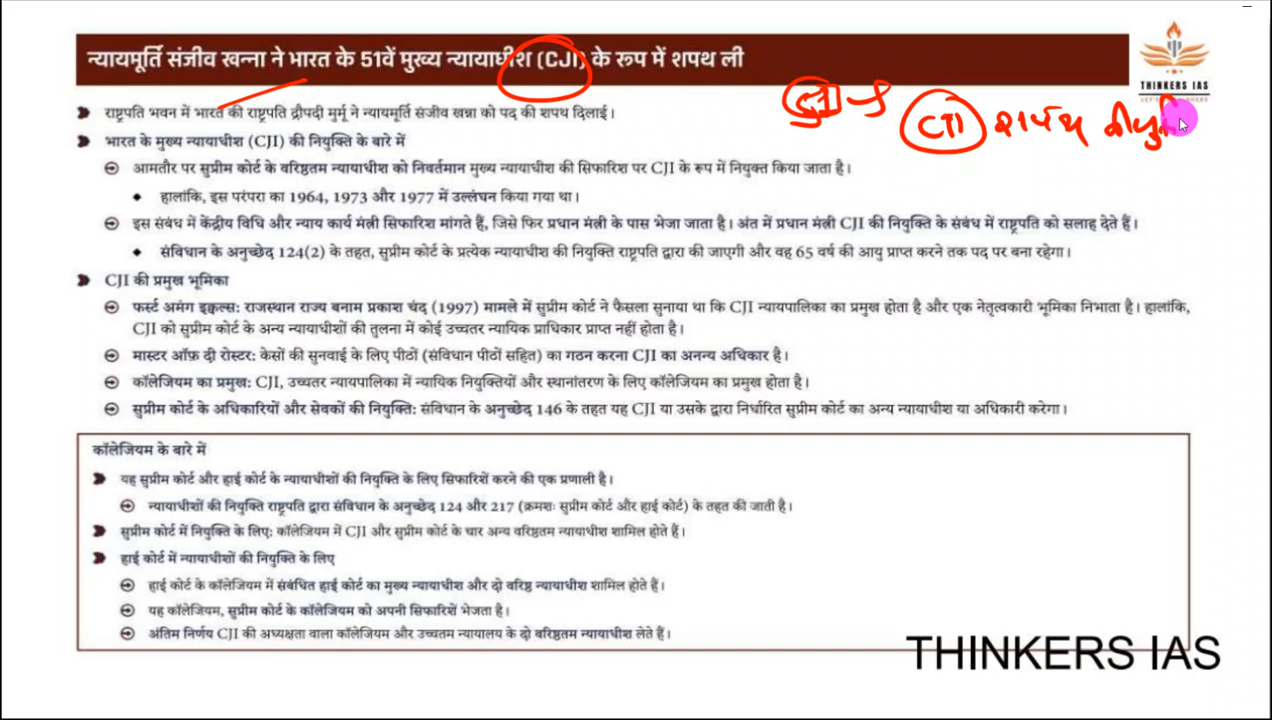 न्यायमूर्ति संजीव खन्ना ने भारत के 51वें मुख्य न्यायाधीश (CJI) के रूप में शपथ ली
THINKERS IAS
राष्ट्रपति भवन में भारत की राष्ट्रपति द्रौपदी मुर्मू ने न्यायमूर्ति संजीव खन्ना को पद की शपथ दिलाई।
CJI शपथ
भारत के मुख्य न्यायाधीश (CJI) की नियुक्ति के बारे में
आमतौर पर सुप्रीम कोर्ट के वरिष्ठतम न्यायाधीश को निवर्तमान मुख्य न्यायाधीश की सिफारिश पर CJI के रूप में नियुक्त किया जाता है।
हालांकि, इस परंपरा का 1964, 1973 और 1977 में उल्लंघन किया गया था।
इस संबंध में केंद्रीय विधि और न्याय कार्य मंत्री सिफारिश मांगते हैं, जिसे फिर प्रधान मंत्री के पास भेजा जाता है। अंत में प्रधान मंत्री CJI की नियुक्ति के संबंध में राष्ट्रपति को सलाह देते हैं।
संविधान के अनुच्छेद 124(2) के तहत, सुप्रीम कोर्ट के प्रत्येक न्यायाधीश की नियुक्ति राष्ट्रपति द्वारा की जाएगी और वह 65 वर्ष की आयु प्राप्त करने तक पद पर बना रहेगा।
CJI की प्रमुख भूमिका
फर्स्ट अमंग इक्वल्स: राजस्थान राज्य बनाम प्रकाश चंद (1997) मामले में सुप्रीम कोर्ट ने फैसला सुनाया था कि CJI न्यायपालिका का प्रमुख होता है और एक नेतृत्वकारी भूमिका निभाता है। हालांकि,
CJI को सुप्रीम कोर्ट के अन्य न्यायाधीशों की तुलना में कोई उच्चतर न्यायिक प्राधिकार प्राप्त नहीं होता है।
मास्टर ऑफ़ दी रोस्टर: केसों की सुनवाई के लिए पीठों (संविधान पीठों सहित) का गठन करना CJI का अनन्य अधिकार है।
कॉलेजियम का प्रमुख: CJI, उच्चतर न्यायपालिका में न्यायिक नियुक्तियों और स्थानांतरण के लिए कॉलेजियम का प्रमुख होता है।
सुप्रीम कोर्ट के अधिकारियों और सेवकों की नियुक्ति: संविधान के अनुच्छेद 146 के तहत यह CJI या उसके द्वारा निर्धारित सुप्रीम कोर्ट का अन्य न्यायाधीश या अधिकारी करेगा।
कॉलेजियम के बारे में
यह सुप्रीम कोर्ट और हाई कोर्ट के न्यायाधीशों की नियुक्ति के लिए सिफारिशें करने की एक प्रणाली है।
न्यायाधीशों की नियुक्ति राष्ट्रपति द्वारा संविधान के अनुच्छेद 124 और 217 (क्रमशः सुप्रीम कोर्ट और हाई कोर्ट) के तहत की जाती है।
सुप्रीम कोर्ट में नियुक्ति के लिए: कॉलेजियम में CJI और सुप्रीम कोर्ट के चार अन्य वरिष्ठतम न्यायाधीश शामिल होते हैं।
हाई कोर्ट में न्यायाधीशों की नियुक्ति के लिए
हाई कोर्ट के कॉलेजियम में संबंधित हाई कोर्ट का मुख्य न्यायाधीश और दो वरिष्ठ न्यायाधीश शामिल होते हैं।
यह कॉलेजियम, सुप्रीम कोर्ट के कॉलेजियम को अपनी सिफारिशें भेजता है।
अंतिम निर्णय CJI की अध्यक्षता वाला कॉलेजियम और उच्चतम न्यायालय के दो वरिष्ठतम न्यायाधीश लेते हैं।
THINKERS IAS